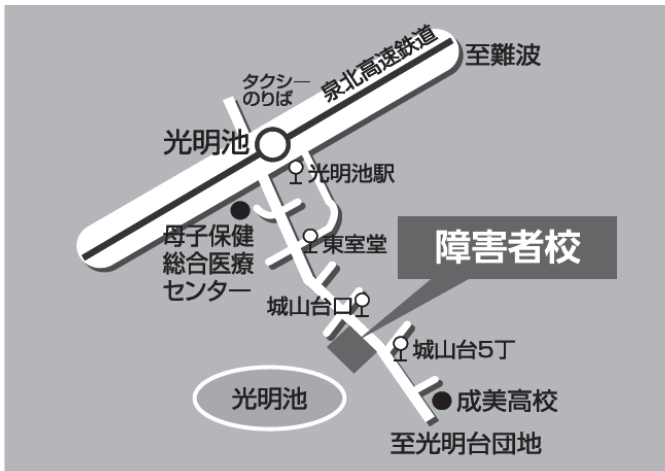 タクシー
のりば
泉北高速鉄道
至難波
光明池
光明池駅
母子保健
総合医療
センター
東室堂
障害者校
城山台口
城山台5丁
光明池
成美高校
至光明台団地